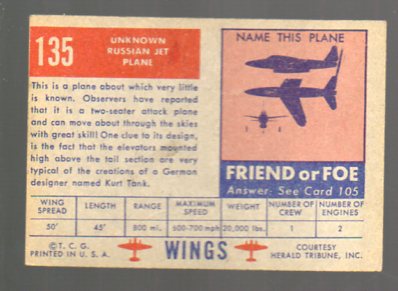 135
UNKNOWN
RUSSIAN JET
PLANE
This is a plane about which very little
is known. Observers have reported
that it is a two-seater attack plane
and can move about through the skies
with great skill! One clue to its design,
is the fact that the elevators mounted
high above the tail section are very
typical of the creations of a German
designer named Kurt Tank.
NAME THIS PLANE
FRIEND or FOE
Answer: See Card 105
WING SPREAD LENGTH RANGE MAXIMUM SPEED WEIGHT NUMBER OF CREW NUMBER OF ENGINES
50' 45' 800 mi. 600-700 mph 20,000 lbs. 1 2
© T. C. G.
PRINTED IN U. S. A.
WINGS
COURTESY
HERALD TRIBUNE, INC.